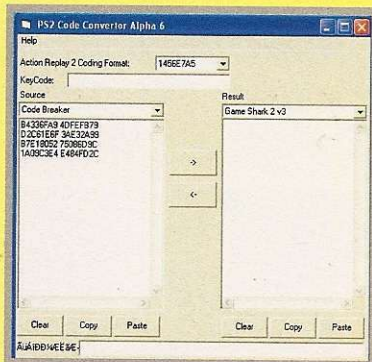 PS2 Code Convertor Alpha 6
Help
Action Replay 2 Coding Format: 1456E7A5
KeyCode:
Source
Result
Code Breaker
Game Shark 2 v3
B4336FA9 4DFEFB79
D2C61E6F 3AE32A99
B7E18052 75086D9C
1A09C3E4 E484FD2C
->
<-
Clear Copy Paste
Clear Copy Paste